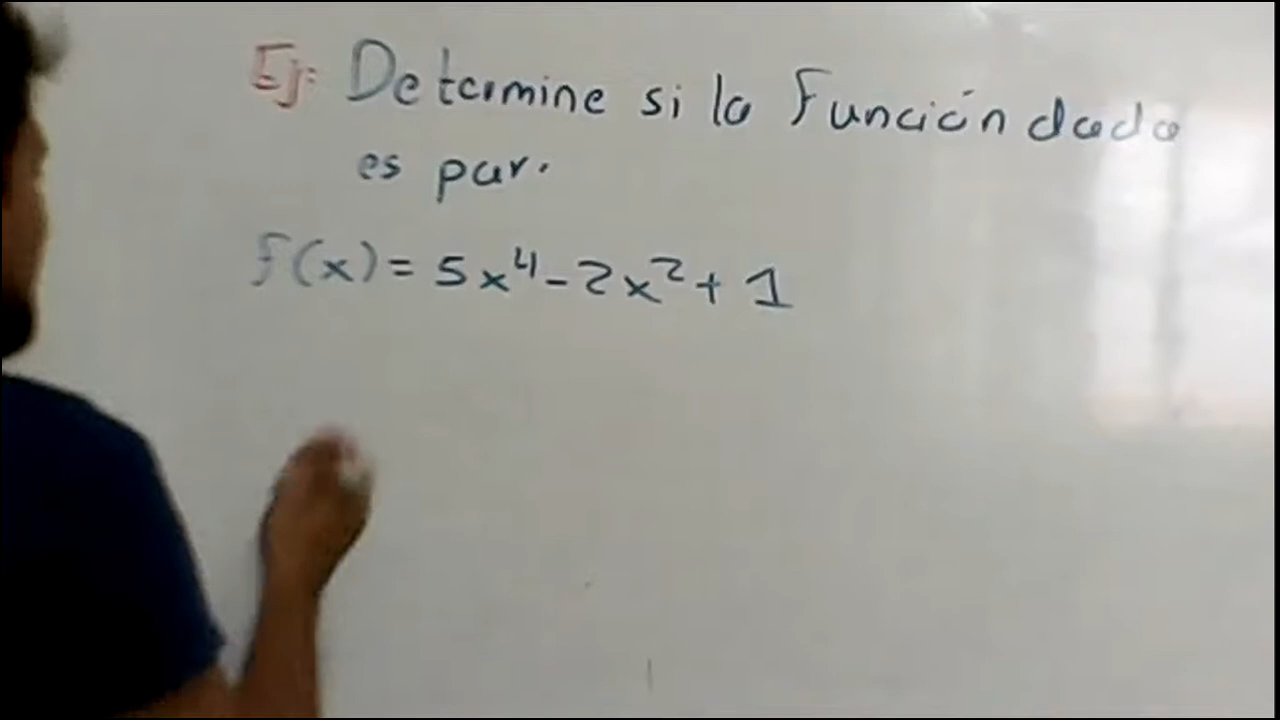 Ej: Determine si la Función dada
es par.
f(x) = 5x⁴ - 2x² + 1